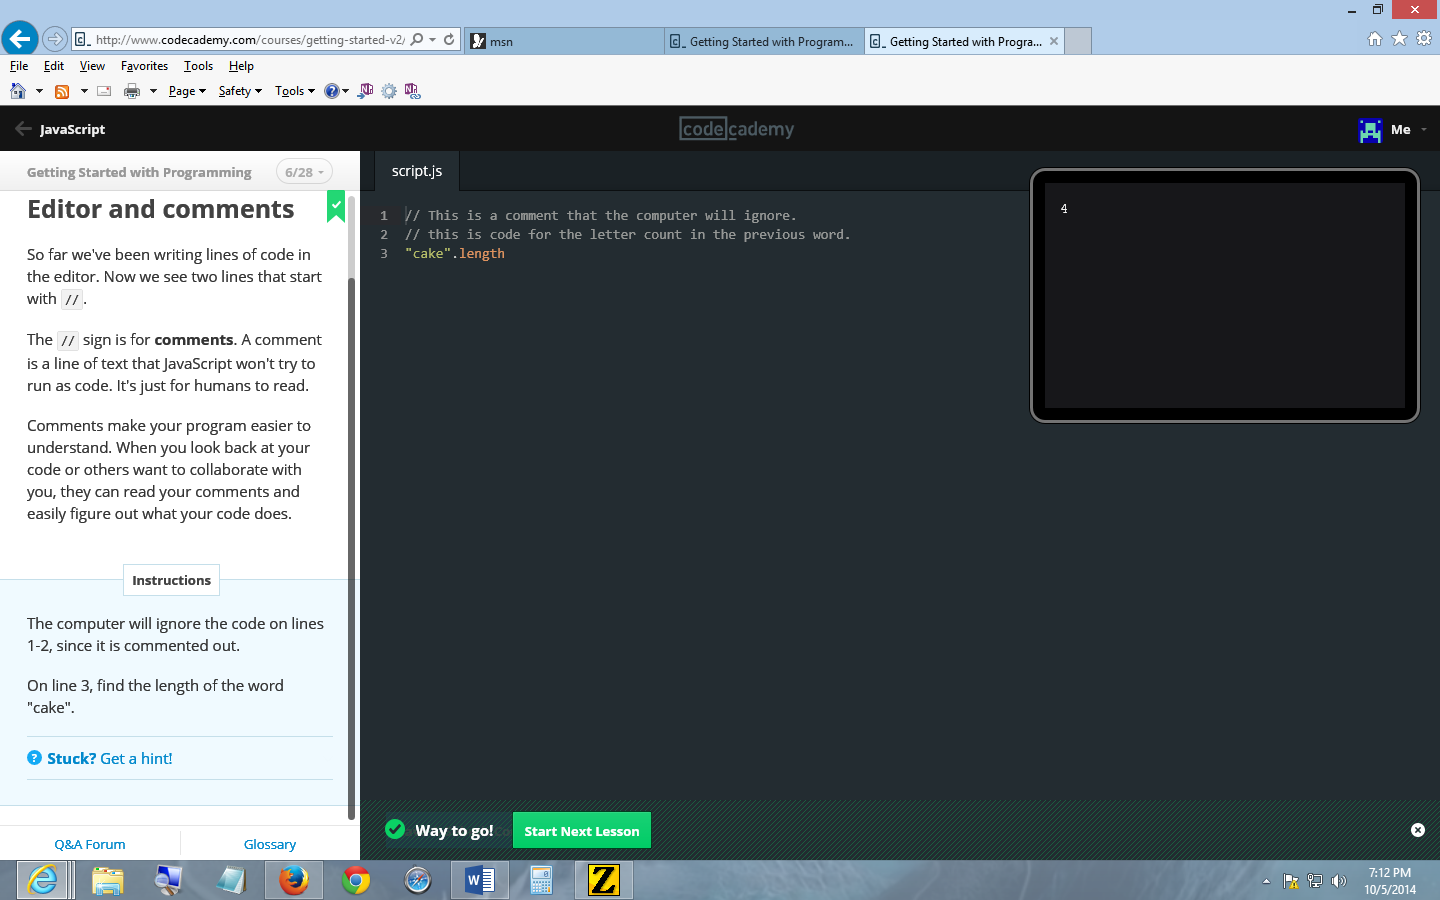 http://www.codecademy.com/courses/getting-started-v2/
msn
Getting Started with Program...
Getting Started with Progra...
File Edit View Favorites Tools Help
Page Safety Tools
JavaScript
codecademy
Me
Getting Started with Programming
6/28
Editor and comments
So far we've been writing lines of code in
the editor. Now we see two lines that start
with //.
The // sign is for comments. A comment
is a line of text that JavaScript won't try to
run as code. It's just for humans to read.
Comments make your program easier to
understand. When you look back at your
code or others want to collaborate with
you, they can read your comments and
easily figure out what your code does.
Instructions
The computer will ignore the code on lines
1-2, since it is commented out.
On line 3, find the length of the word
"cake".
Stuck? Get a hint!
Q&A Forum
Glossary
script.js
1 // This is a comment that the computer will ignore.
2 // this is code for the letter count in the previous word.
3 "cake".length
4
Way to go!
Start Next Lesson
7:12 PM
10/5/2014